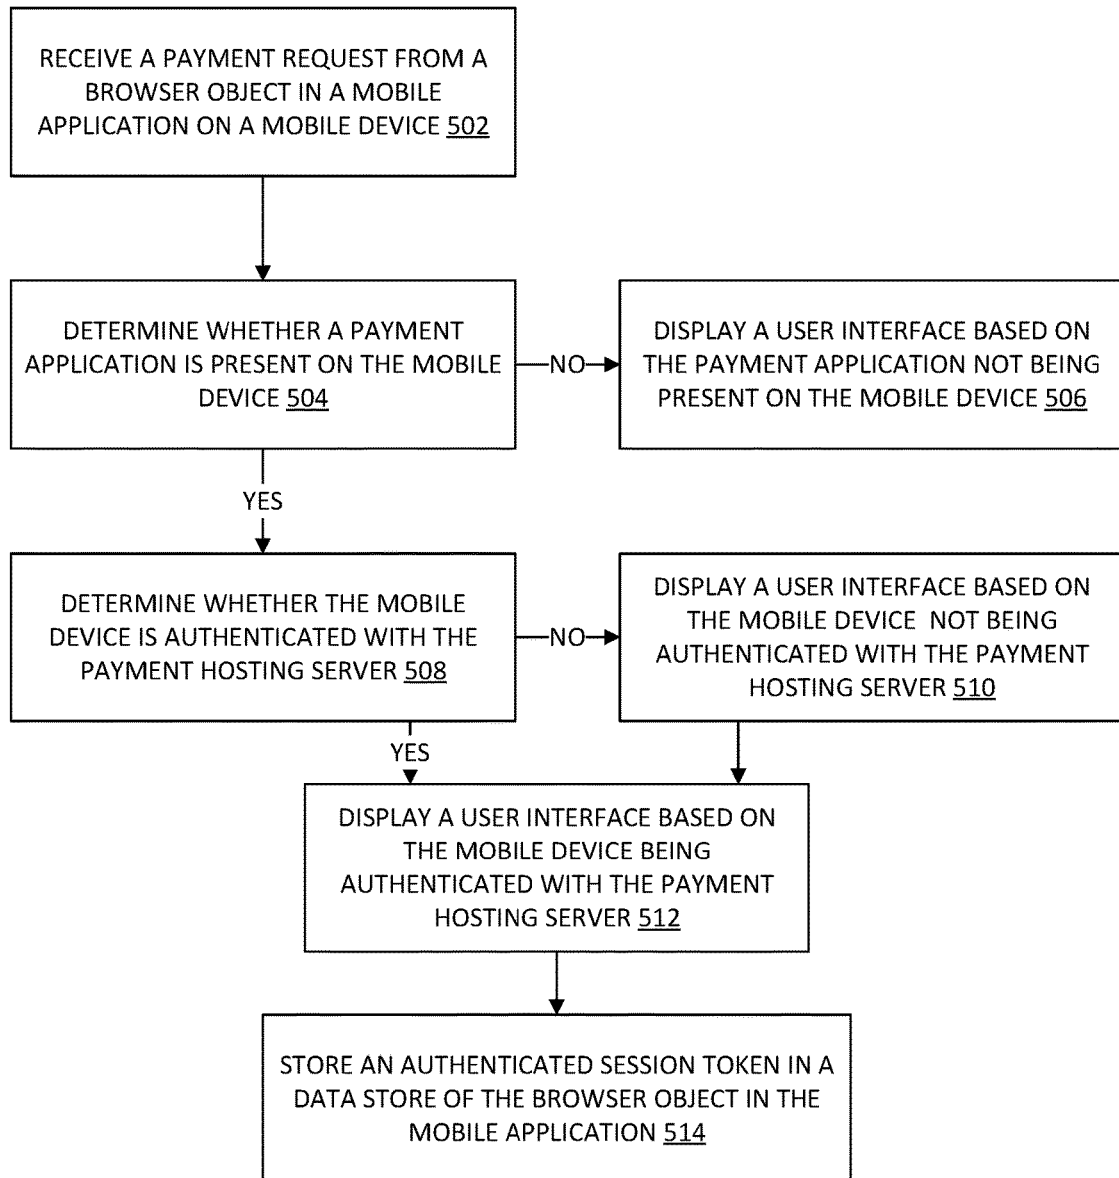 RECEIVE A PAYMENT REQUEST FROM A
BROWSER OBJECT IN A MOBILE
APPLICATION ON A MOBILE DEVICE 502
DETERMINE WHETHER A PAYMENT
APPLICATION IS PRESENT ON THE MOBILE
DEVICE 504
NO
DISPLAY A USER INTERFACE BASED ON
THE PAYMENT APPLICATION NOT BEING
PRESENT ON THE MOBILE DEVICE 506
YES
DETERMINE WHETHER THE MOBILE
DEVICE IS AUTHENTICATED WITH THE
PAYMENT HOSTING SERVER 508
NO
DISPLAY A USER INTERFACE BASED ON
THE MOBILE DEVICE NOT BEING
AUTHENTICATED WITH THE PAYMENT
HOSTING SERVER 510
YES
DISPLAY A USER INTERFACE BASED ON
THE MOBILE DEVICE BEING
AUTHENTICATED WITH THE PAYMENT
HOSTING SERVER 512
STORE AN AUTHENTICATED SESSION TOKEN IN A
DATA STORE OF THE BROWSER OBJECT IN THE
MOBILE APPLICATION 514